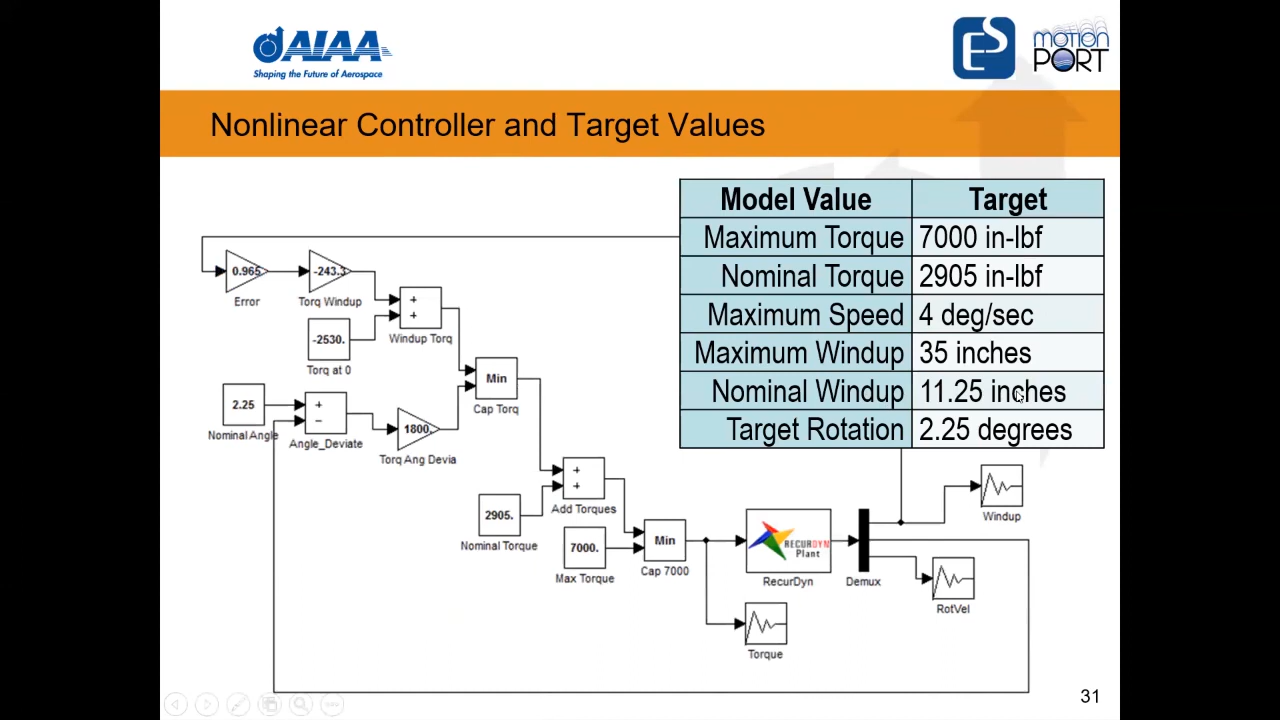 AIAA
Shaping the Future of Aerospace
ES
MOTION
PORT
Nonlinear Controller and Target Values
Model Value Target
Maximum Torque 7000 in-lbf
Nominal Torque 2905 in-lbf
Maximum Speed 4 deg/sec
Maximum Windup 35 inches
Nominal Windup 11.25 inches
Target Rotation 2.25 degrees
0.965
Error
-243.3
Torq Windup
+
+
Windup Torq
-2530.
Torq at 0
Min
Cap Torq
2.25
Nominal Angle
+
−
Angle_Deviate
1800.
Torq Ang Devia
+
+
Add Torques
2905.
Nominal Torque
7000.
Max Torque
Min
Cap 7000
RECURDYN
Plant
RecurDyn
Demux
Windup
RotVel
Torque
31